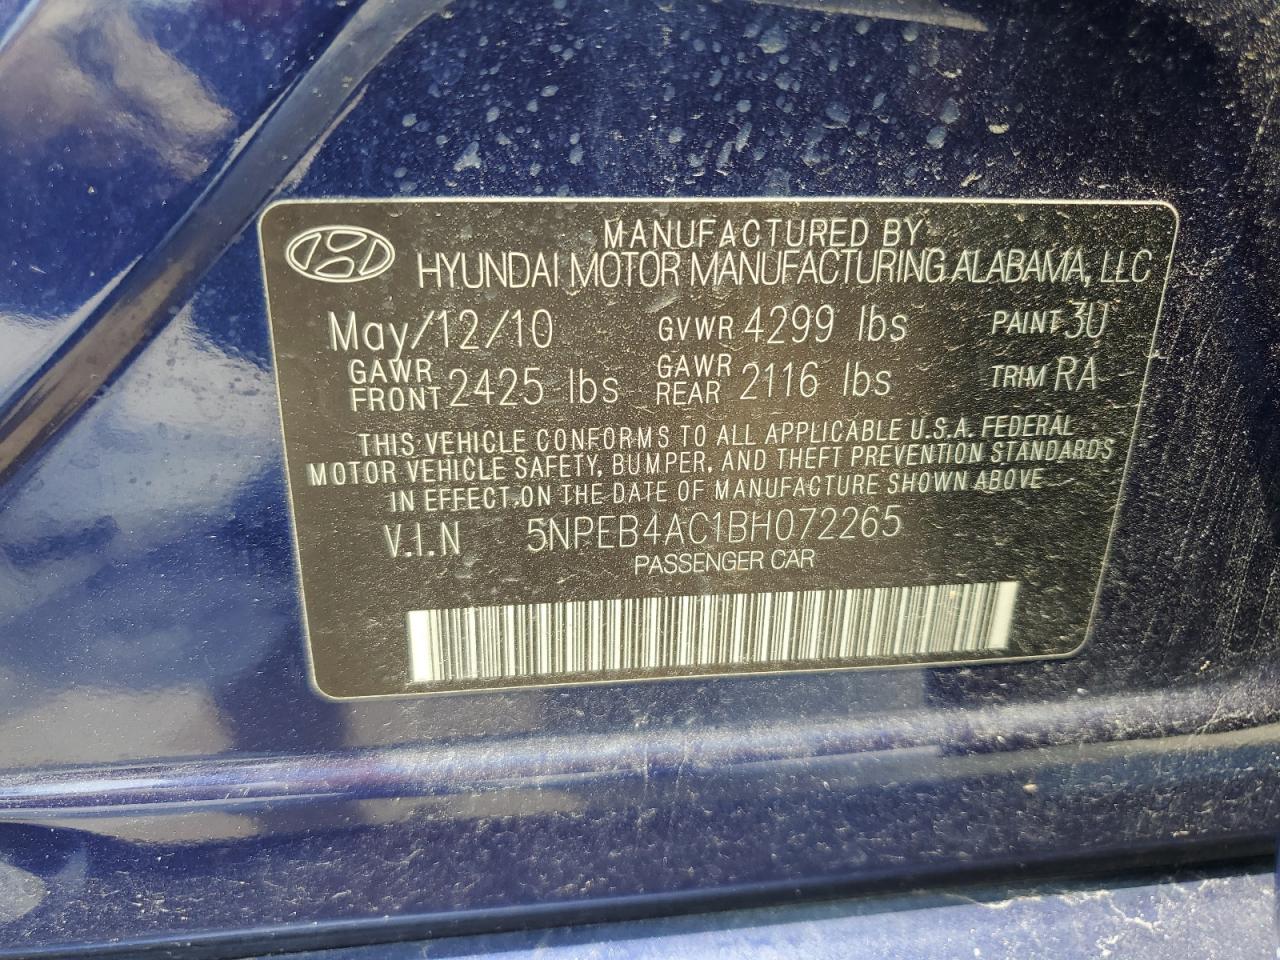 MANUFACTURED BY
HYUNDAI MOTOR MANUFACTURING ALABAMA, LLC
May/12/10 GVWR 4299 lbs PAINT 3U
GAWR FRONT 2425 lbs GAWR REAR 2116 lbs TRIM RA
THIS VEHICLE CONFORMS TO ALL APPLICABLE U.S.A. FEDERAL
MOTOR VEHICLE SAFETY, BUMPER, AND THEFT PREVENTION STANDARDS
IN EFFECT ON THE DATE OF MANUFACTURE SHOWN ABOVE
V.I.N 5NPEB4AC1BH072265
PASSENGER CAR